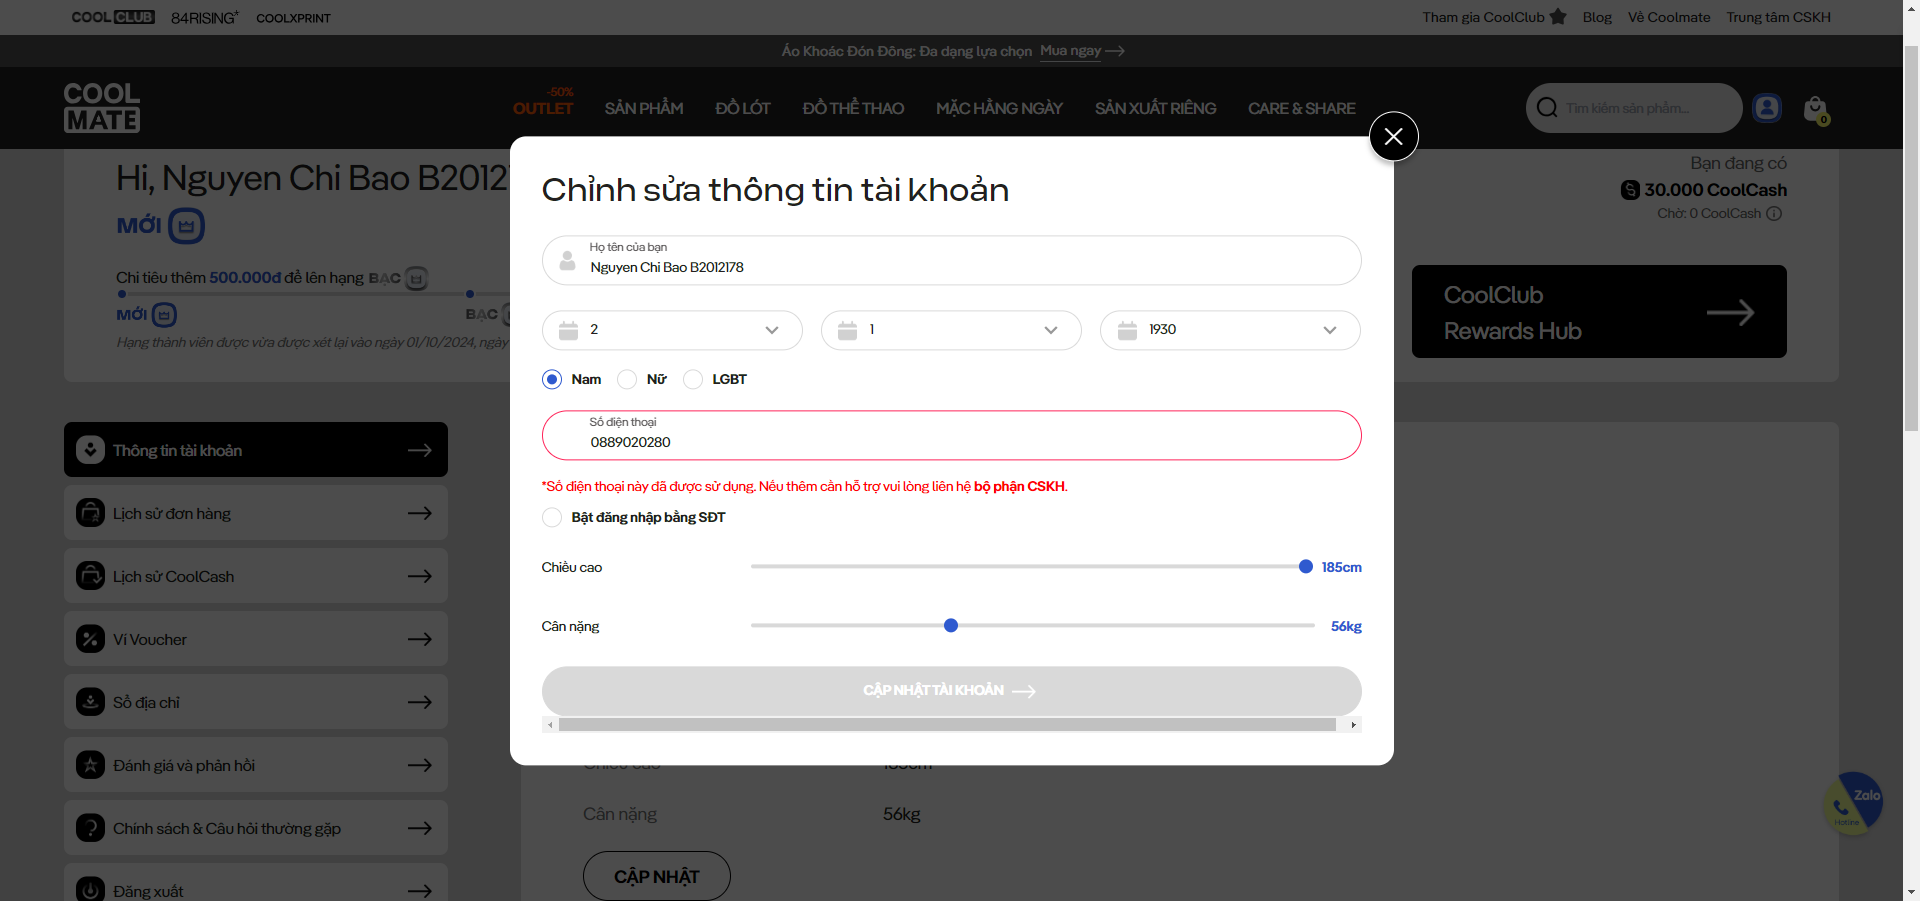 COOLCLUB 84RISING* COOLXPRINT
Tham gia CoolClub Blog Về Coolmate Trung tâm CSKH
Áo Khoác Đón Đông: Đa dạng lựa chọn Mua ngay
COOL
MATE
-50%
OUTLET SẢN PHẨM ĐỒ LÓT ĐỒ THỂ THAO MẶC HẰNG NGÀY SẢN XUẤT RIÊNG CARE & SHARE
Tìm kiếm sản phẩm...
0
Hi, Nguyen Chi Bao B2012
MỚI
Chi tiêu thêm 500.000đ để lên hạng BẠC
MỚI
BẠC
Hạng thành viên được vừa được xét lại vào ngày 01/10/2024, ngày
Bạn đang có
30.000 CoolCash
Chờ: 0 CoolCash
CoolClub
Rewards Hub
Thông tin tài khoản
Lịch sử đơn hàng
Lịch sử CoolCash
Ví Voucher
Sổ địa chỉ
Đánh giá và phản hồi
Chính sách & Câu hỏi thường gặp
Đăng xuất
Chỉnh sửa thông tin tài khoản
Họ tên của bạn
Nguyen Chi Bao B2012178
2
1
1930
Nam Nữ LGBT
Số điện thoại
0889020280
*Số điện thoại này đã được sử dụng. Nếu thêm cần hỗ trợ vui lòng liên hệ bộ phận CSKH.
Bật đăng nhập bằng SĐT
Chiều cao 185cm
Cân nặng 56kg
CẬP NHẬT TÀI KHOẢN
Chiều cao 185cm
Cân nặng 56kg
CẬP NHẬT
Zalo
Hotline